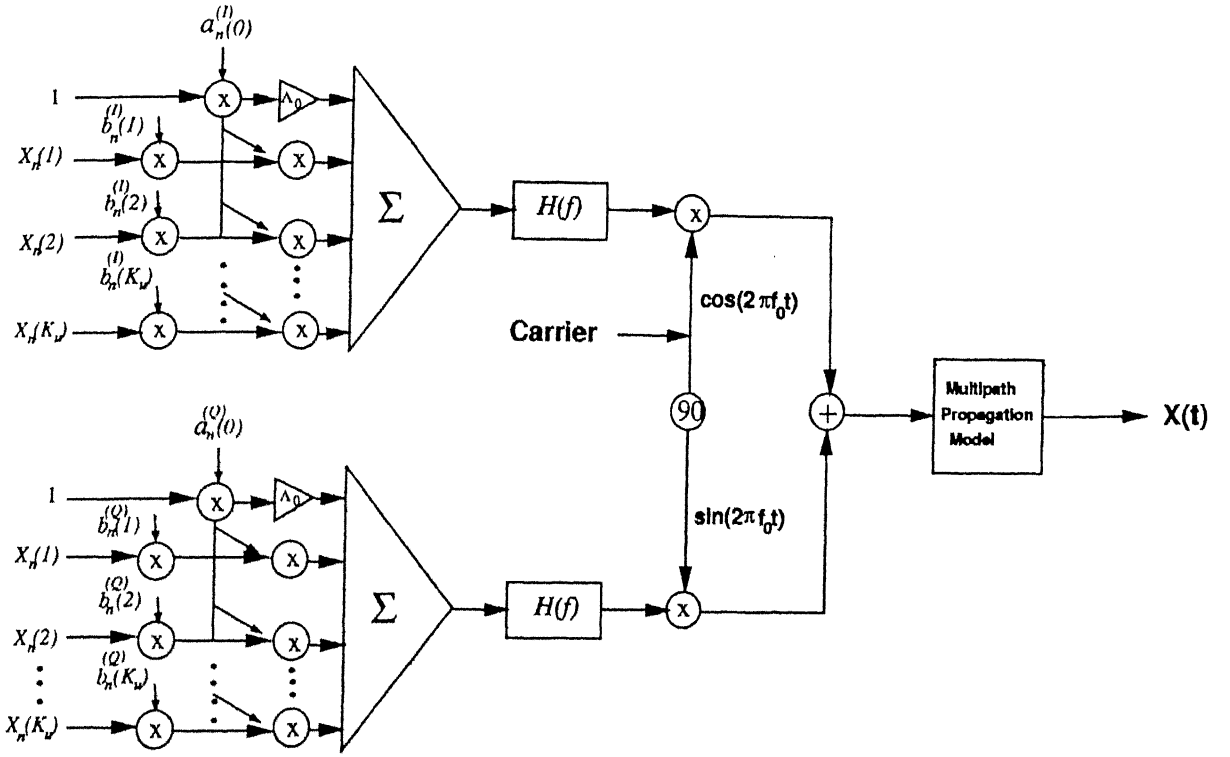 a_n^(I)(0)
1
x
Λ_0
b_n^(I)(1)
X_n(1)
x
x
b_n^(I)(2)
X_n(2)
x
x
b_n^(I)(K_u)
X_n(K_u)
x
x
Σ
H(f)
x
cos(2πf_0t)
Carrier
90
+
Multipath
Propagation
Model
X(t)
a_n^(Q)(0)
1
x
Λ_0
b_n^(Q)(1)
X_n(1)
x
x
b_n^(Q)(2)
X_n(2)
x
x
b_n^(Q)(K_u)
X_n(K_u)
x
x
Σ
H(f)
x
sin(2πf_0t)